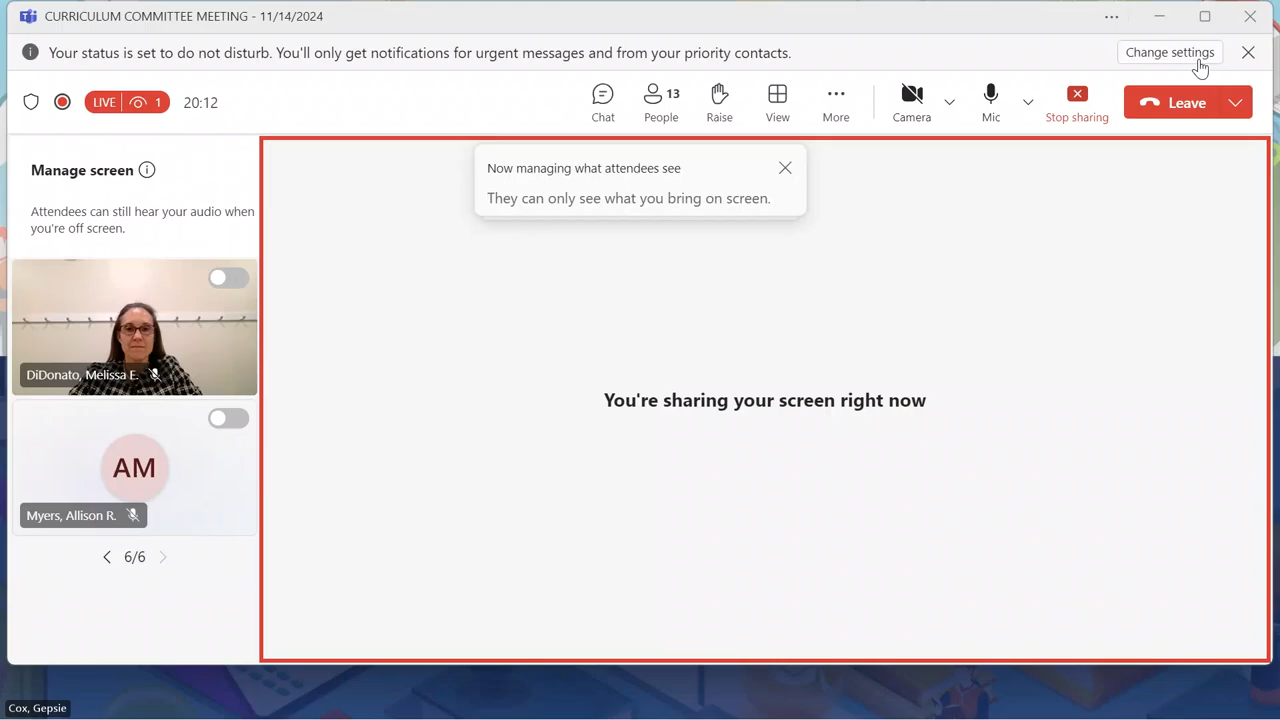 CURRICULUM COMMITTEE MEETING - 11/14/2024
Your status is set to do not disturb. You'll only get notifications for urgent messages and from your priority contacts.
Change settings
LIVE 1
20:12
Chat
13
People
Raise
View
More
Camera
Mic
Stop sharing
Leave
Manage screen
Attendees can still hear your audio when
you're off screen.
Now managing what attendees see
They can only see what you bring on screen.
DiDonato, Melissa E.
You're sharing your screen right now
AM
Myers, Allison R.
6/6
Cox, Gepsie